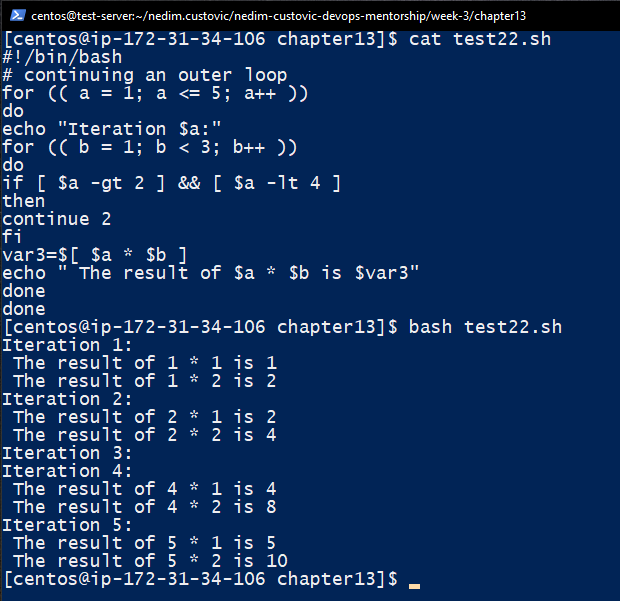 centos@test-server:~/nedim.custovic/nedim-custovic-devops-mentorship/week-3/chapter13
[centos@ip-172-31-34-106 chapter13]$ cat test22.sh
#!/bin/bash
# continuing an outer loop
for (( a = 1; a <= 5; a++ ))
do
echo "Iteration $a:"
for (( b = 1; b < 3; b++ ))
do
if [ $a -gt 2 ] && [ $a -lt 4 ]
then
continue 2
fi
var3=$[ $a * $b ]
echo " The result of $a * $b is $var3"
done
done
[centos@ip-172-31-34-106 chapter13]$ bash test22.sh
Iteration 1:
 The result of 1 * 1 is 1
 The result of 1 * 2 is 2
Iteration 2:
 The result of 2 * 1 is 2
 The result of 2 * 2 is 4
Iteration 3:
Iteration 4:
 The result of 4 * 1 is 4
 The result of 4 * 2 is 8
Iteration 5:
 The result of 5 * 1 is 5
 The result of 5 * 2 is 10
[centos@ip-172-31-34-106 chapter13]$